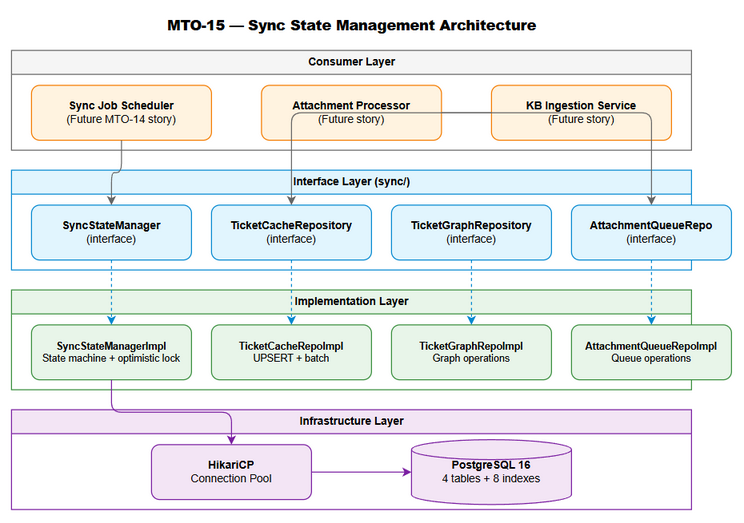 MTO-15 — Sync State Management Architecture
Consumer Layer
Sync Job Scheduler
(Future MTO-14 story)
Attachment Processor
(Future story)
KB Ingestion Service
(Future story)
Interface Layer (sync/)
SyncStateManager
(interface)
TicketCacheRepository
(interface)
TicketGraphRepository
(interface)
AttachmentQueueRepo
(interface)
Implementation Layer
SyncStateManagerImpl
State machine + optimistic lock
TicketCacheRepoImpl
UPSERT + batch
TicketGraphRepoImpl
Graph operations
AttachmentQueueRepoImpl
Queue operations
Infrastructure Layer
HikariCP
Connection Pool
PostgreSQL 16
4 tables + 8 indexes